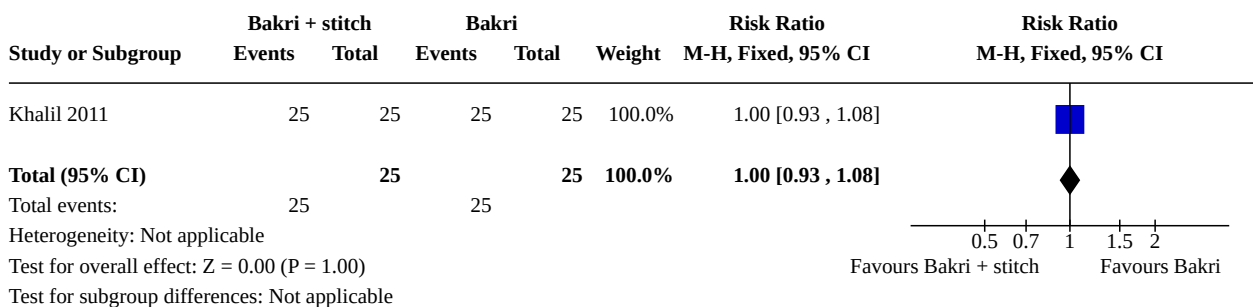 Bakri + stitch Bakri Risk Ratio Risk Ratio
Study or Subgroup Events Total Events Total Weight M-H, Fixed, 95% CI M-H, Fixed, 95% CI
Khalil 2011 25 25 25 25 100.0% 1.00 [0.93 , 1.08]
Total (95% CI) 25 25 100.0% 1.00 [0.93 , 1.08]
Total events: 25 25
Heterogeneity: Not applicable 0.5 0.7 1 1.5 2
Test for overall effect: Z = 0.00 (P = 1.00) Favours Bakri + stitch Favours Bakri
Test for subgroup differences: Not applicable